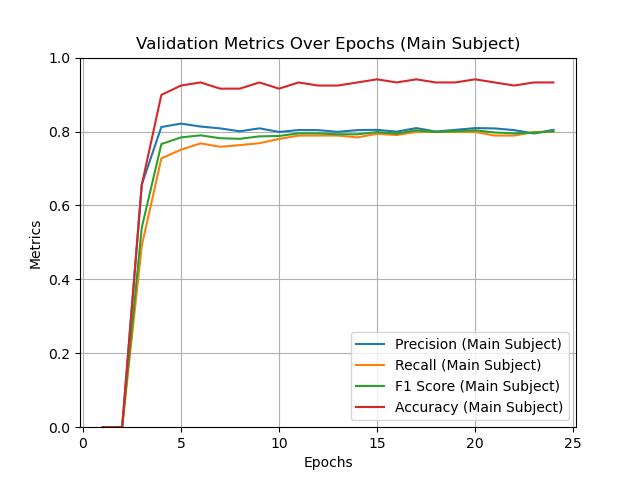 Validation Metrics Over Epochs (Main Subject)
1.0
0.8
0.6
0.4
0.2
0.0
Metrics
Precision (Main Subject)
Recall (Main Subject)
F1 Score (Main Subject)
Accuracy (Main Subject)
0 5 10 15 20 25
Epochs